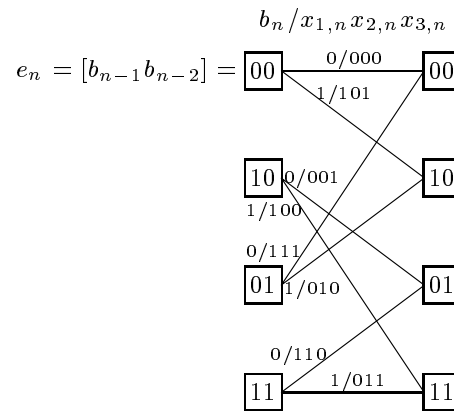 b_n/x_{1,n}x_{2,n}x_{3,n}
e_n = [b_{n-1}b_{n-2}] = 00 0/000 00
1/101
10 0/001 10
1/100
0/111
01 1/010 01
0/110
11 1/011 11